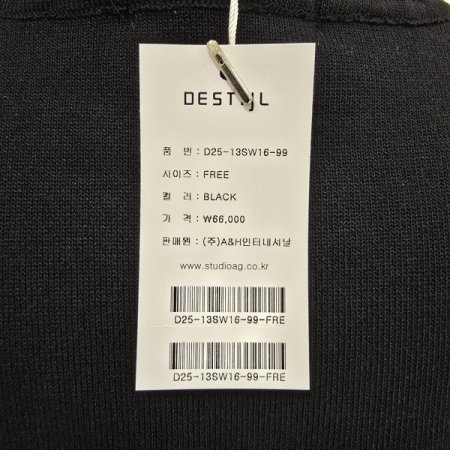 DEST.JL
품 번 : D25-13SW16-99
사이즈 : FREE
컬 러 : BLACK
가 격 : ₩66,000
판매원 : (주)A&H인터내셔날
www.studioag.co.kr
D25-13SW16-99-FRE
D25-13SW16-99-FRE